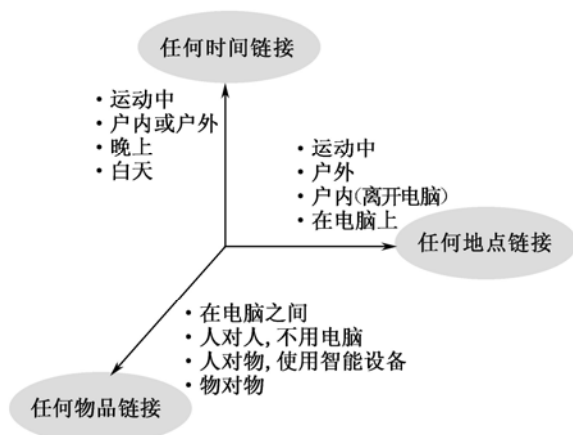 任何时间链接
·运动中
·户内或户外
·晚上
·白天
·运动中
·户外
·户内(离开电脑)
·在电脑上
任何地点链接
·在电脑之间
·人对人,不用电脑
·人对物,使用智能设备
·物对物
任何物品链接